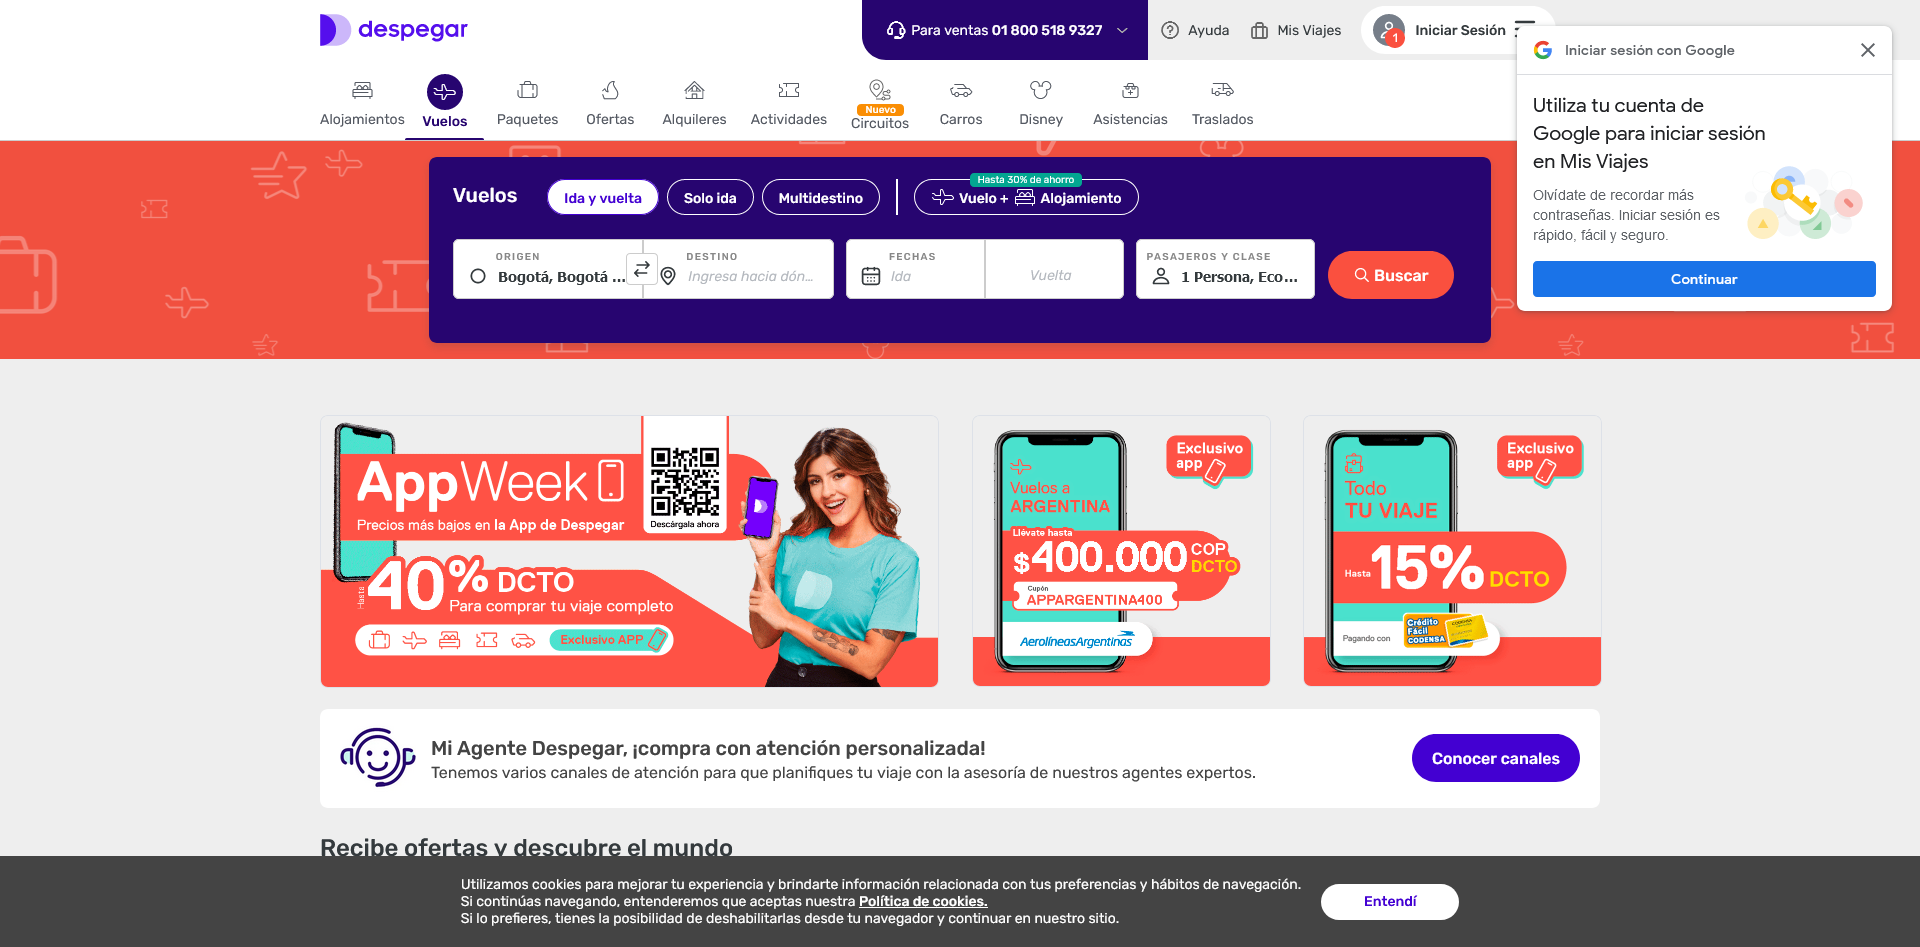 despegar
Para ventas 01 800 518 9327
Ayuda
Mis Viajes
1
Iniciar Sesión
Alojamientos
Vuelos
Paquetes
Ofertas
Alquileres
Actividades
Nuevo
Circuitos
Carros
Disney
Asistencias
Traslados
Iniciar sesión con Google
Utiliza tu cuenta de
Google para iniciar sesión
en Mis Viajes
Olvídate de recordar más
contraseñas. Iniciar sesión es
rápido, fácil y seguro.
Continuar
Vuelos
Ida y vuelta
Solo ida
Multidestino
Hasta 30% de ahorro
Vuelo + Alojamiento
ORIGEN
Bogotá, Bogotá ...
DESTINO
Ingresa hacia dón...
FECHAS
Ida
Vuelta
PASAJEROS Y CLASE
1 Persona, Eco...
Buscar
App Week
Precios más bajos en la App de Despegar
Descárgala ahora
Hasta 40% DCTO
Para comprar tu viaje completo
Exclusivo APP
Exclusivo
app
Vuelos a
ARGENTINA
Llévate hasta
$400.000 COP
DCTO
Cupón
APPARGENTINA400
AerolíneasArgentinas
Exclusivo
app
Todo
TU VIAJE
Hasta 15% DCTO
Pagando con
Crédito
Fácil
CODENSA
Mi Agente Despegar, ¡compra con atención personalizada!
Tenemos varios canales de atención para que planifiques tu viaje con la asesoría de nuestros agentes expertos.
Conocer canales
Recibe ofertas y descubre el mundo
Utilizamos cookies para mejorar tu experiencia y brindarte información relacionada con tus preferencias y hábitos de navegación.
Si continúas navegando, entenderemos que aceptas nuestra Política de cookies.
Si lo prefieres, tienes la posibilidad de deshabilitarlas desde tu navegador y continuar en nuestro sitio.
Entendí